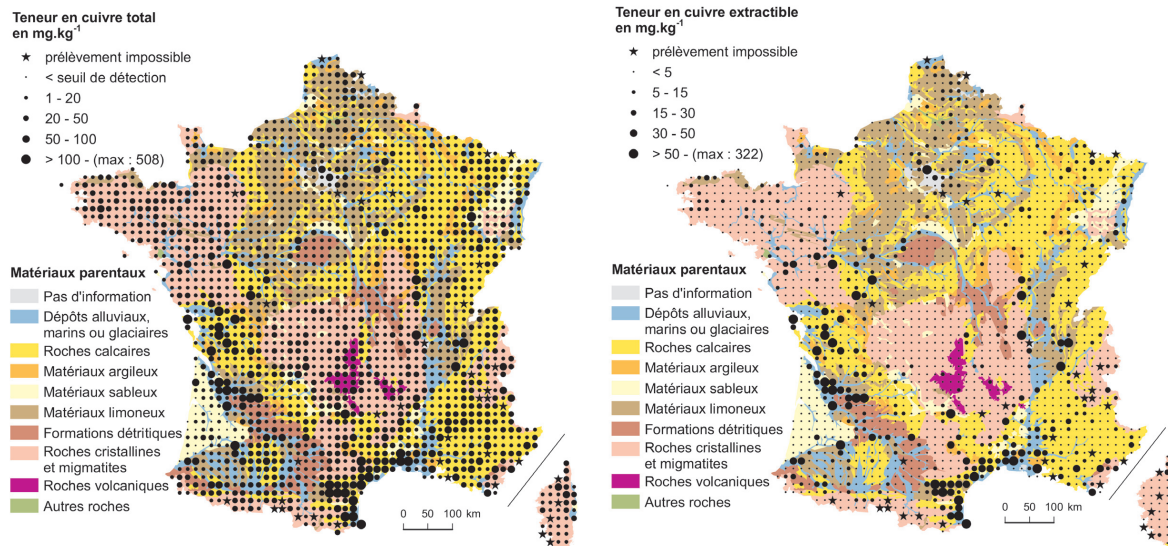 Teneur en cuivre total
en mg.kg-1
prélèvement impossible
< seuil de détection
1 - 20
20 - 50
50 - 100
> 100 - (max : 508)
Matériaux parentaux
Pas d'information
Dépôts alluviaux,
marins ou glaciaires
Roches calcaires
Matériaux argileux
Matériaux sableux
Matériaux limoneux
Formations détritiques
Roches cristallines
et migmatites
Roches volcaniques
Autres roches
0 50 100 km
Teneur en cuivre extractible
en mg.kg-1
prélèvement impossible
< 5
5 - 15
15 - 30
30 - 50
> 50 - (max : 322)
Matériaux parentaux
Pas d'information
Dépôts alluviaux,
marins ou glaciaires
Roches calcaires
Matériaux argileux
Matériaux sableux
Matériaux limoneux
Formations détritiques
Roches cristallines
et migmatites
Roches volcaniques
Autres roches
0 50 100 km